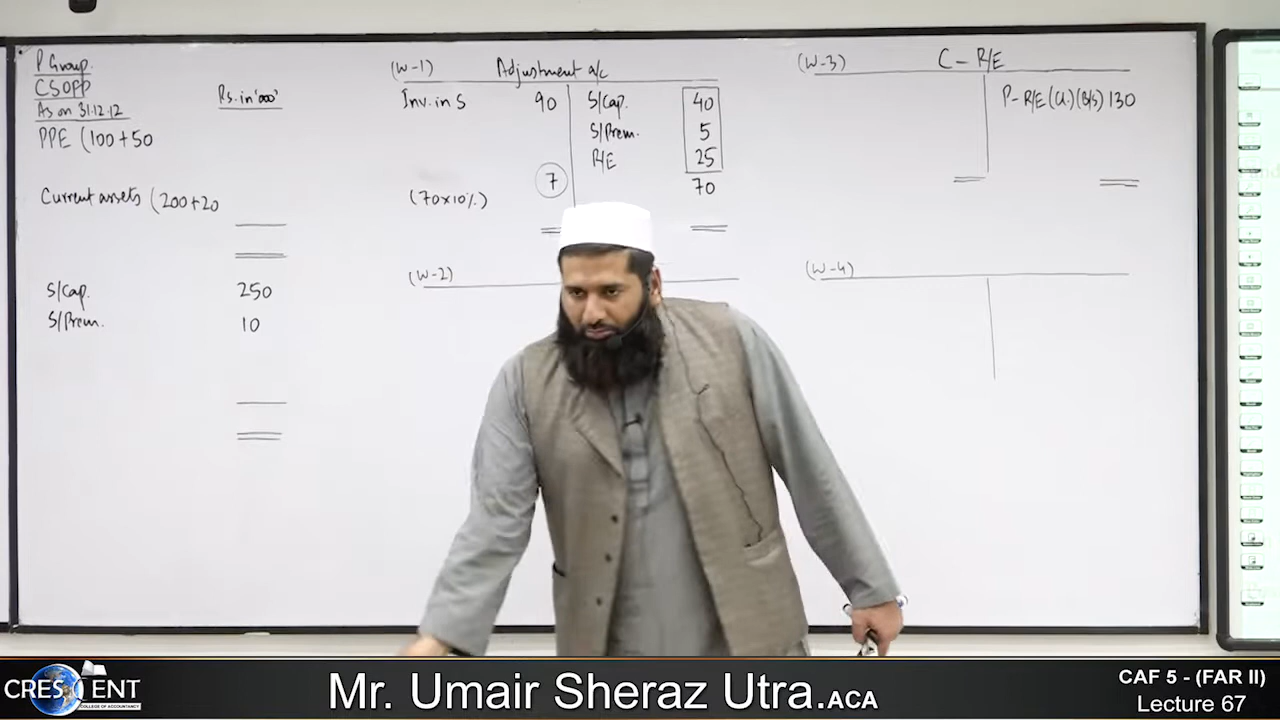 P Group.
CSOFP
As on 31.12.12
Rs. in '000'
PPE (100+50
Current assets (200+20
S/Cap. 250
S/Prem. 10
(W-1) Adjustment a/c
Inv. in S 90 S/Cap. 40
S/Prem. 5
R/E 25
(70x10%) 7 70
(W-2)
(W-3) C - R/E
P-R/E (U.) (B/S) 130
(W-4)
CRESCENT
COLLEGE OF ACCOUNTANCY
Mr. Umair Sheraz Utra.ACA
CAF 5 - (FAR II)
Lecture 67